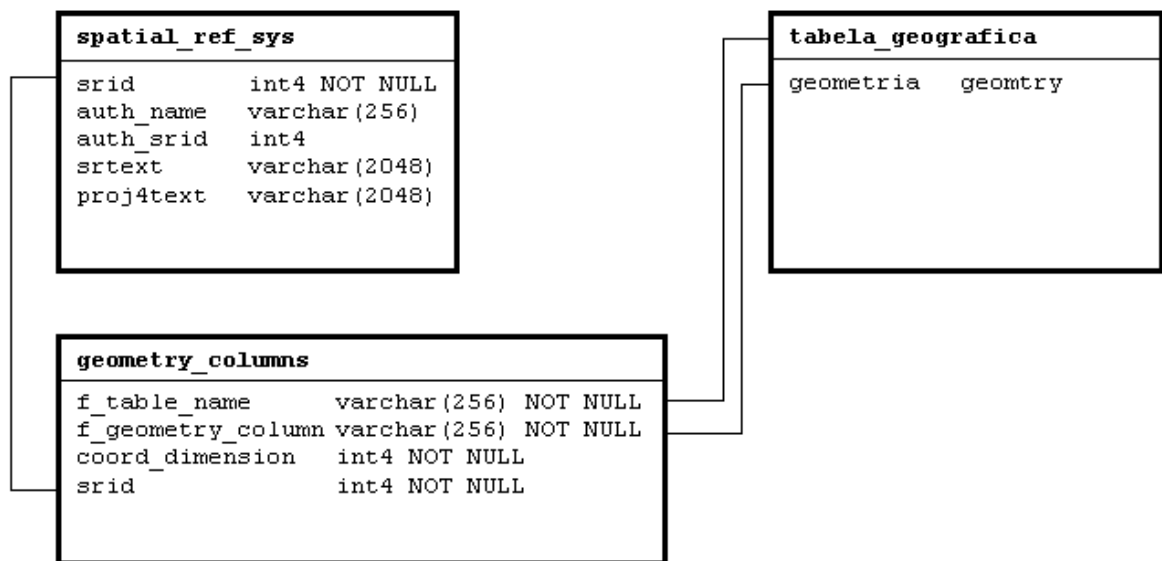 spatial_ref_sys
srid int4 NOT NULL
auth_name varchar(256)
auth_srid int4
srtext varchar(2048)
proj4text varchar(2048)
tabela_geografica
geometria geomtry
geometry_columns
f_table_name varchar(256) NOT NULL
f_geometry_column varchar(256) NOT NULL
coord_dimension int4 NOT NULL
srid int4 NOT NULL